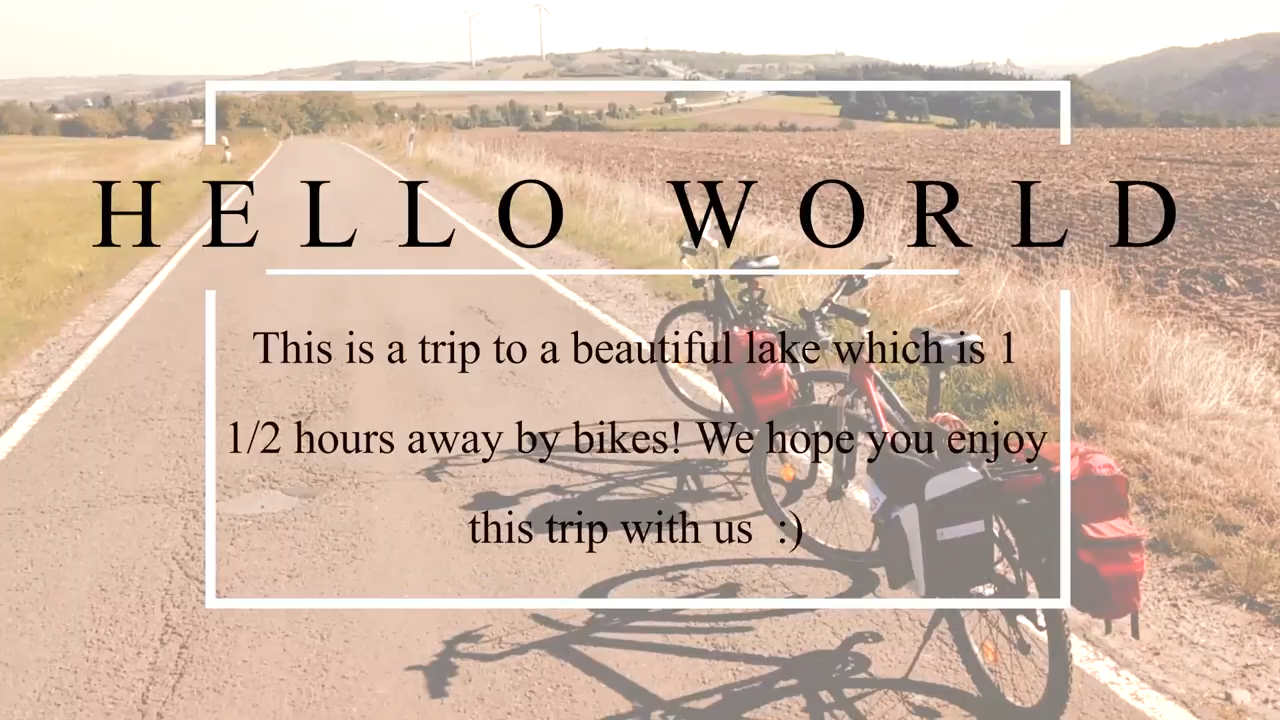 HELLO WORLD
This is a trip to a beautiful lake which is 1
1/2 hours away by bikes! We hope you enjoy
this trip with us :)